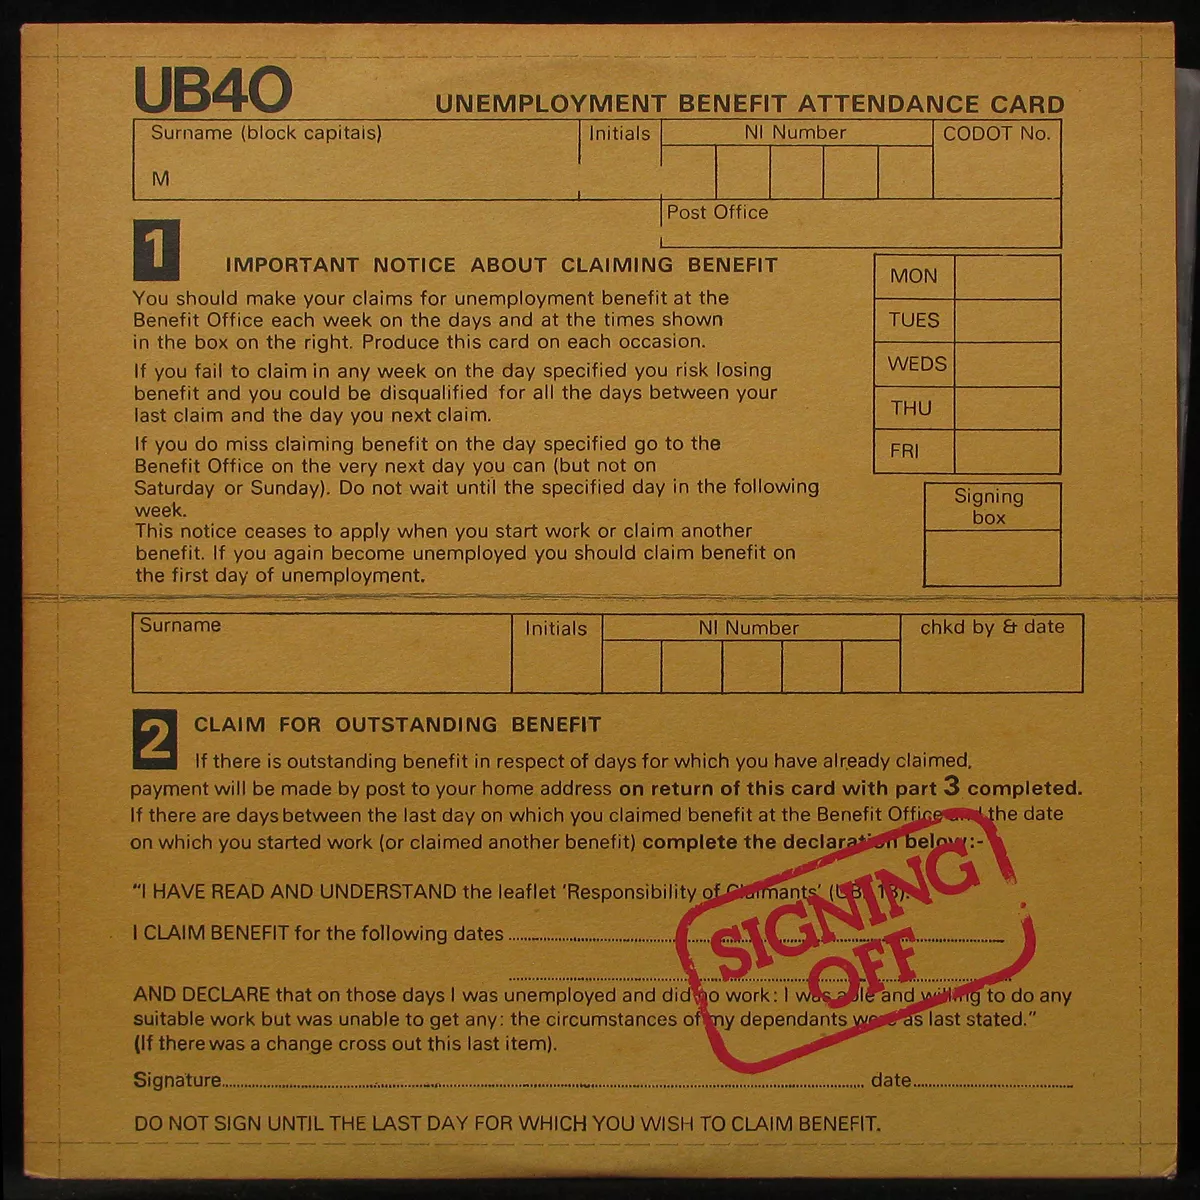 UB40
UNEMPLOYMENT BENEFIT ATTENDANCE CARD
Surname (block capitals)
Initials
NI Number
CODOT No.
M
Post Office
1
IMPORTANT NOTICE ABOUT CLAIMING BENEFIT
You should make your claims for unemployment benefit at the
Benefit Office each week on the days and at the times shown
in the box on the right. Produce this card on each occasion.
If you fail to claim in any week on the day specified you risk losing
benefit and you could be disqualified for all the days between your
last claim and the day you next claim.
If you do miss claiming benefit on the day specified go to the
Benefit Office on the very next day you can (but not on
Saturday or Sunday). Do not wait until the specified day in the following
week.
This notice ceases to apply when you start work or claim another
benefit. If you again become unemployed you should claim benefit on
the first day of unemployment.
MON
TUES
WEDS
THU
FRI
Signing
box
Surname
Initials
NI Number
chkd by & date
2
CLAIM FOR OUTSTANDING BENEFIT
If there is outstanding benefit in respect of days for which you have already claimed,
payment will be made by post to your home address on return of this card with part 3 completed.
If there are days between the last day on which you claimed benefit at the Benefit Office and the date
on which you started work (or claimed another benefit) complete the declaration below:-
"I HAVE READ AND UNDERSTAND the leaflet 'Responsibility of Claimants' (UBL 18).
I CLAIM BENEFIT for the following dates
AND DECLARE that on those days I was unemployed and did no work: I was able and willing to do any
suitable work but was unable to get any: the circumstances of my dependants were as last stated."
(If there was a change cross out this last item).
Signature
date
DO NOT SIGN UNTIL THE LAST DAY FOR WHICH YOU WISH TO CLAIM BENEFIT.
SIGNING
OFF